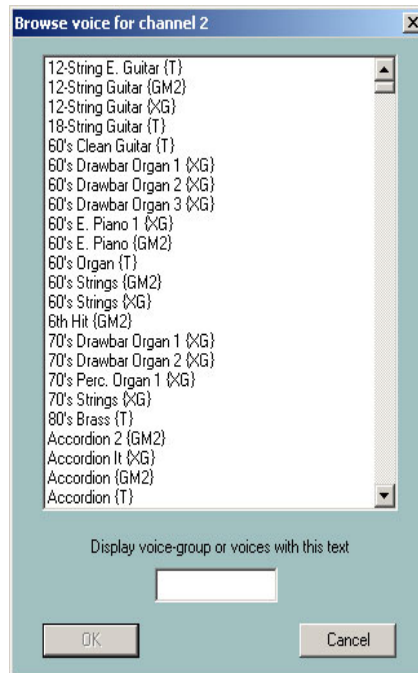 Browse voice for channel 2
12-String E. Guitar {T}
12-String Guitar {GM2}
12-String Guitar {XG}
18-String Guitar {T}
60's Clean Guitar {T}
60's Drawbar Organ 1 {XG}
60's Drawbar Organ 2 {XG}
60's Drawbar Organ 3 {XG}
60's E. Piano 1 {XG}
60's E. Piano {GM2}
60's Organ {T}
60's Strings {GM2}
60's Strings {XG}
6th Hit {GM2}
70's Drawbar Organ 1 {XG}
70's Drawbar Organ 2 {XG}
70's Perc. Organ 1 {XG}
70's Strings {XG}
80's Brass {T}
Accordion 2 {GM2}
Accordion It {XG}
Accordion {GM2}
Accordion {T}
Display voice-group or voices with this text
OK Cancel